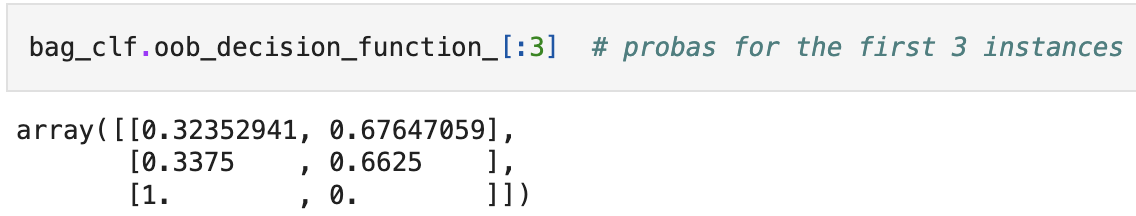 bag_clf.oob_decision_function_[:3]  # probas for the first 3 instances
array([[0.32352941, 0.67647059],
       [0.3375    , 0.6625    ],
       [1.        , 0.        ]])